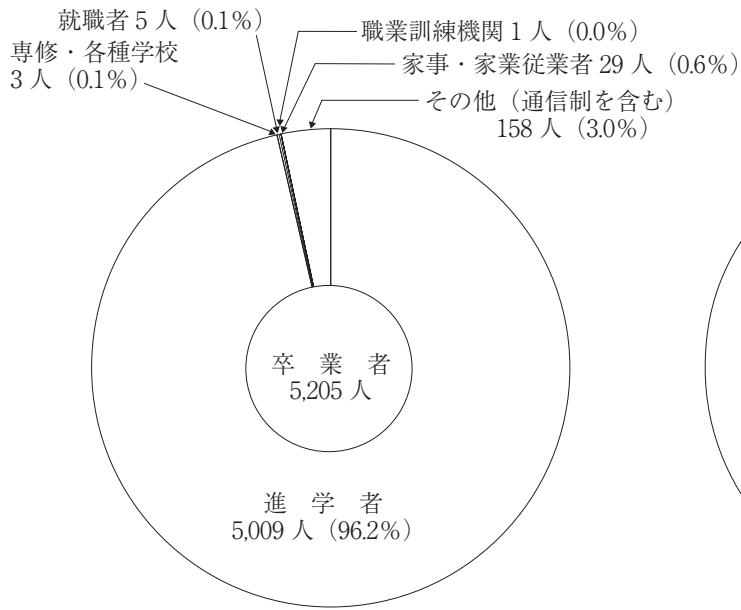 就職者 5 人（0.1%）
専修・各種学校
3 人（0.1%）
職業訓練機関 1 人（0.0%）
家事・家業従業者 29 人（0.6%）
その他（通信制を含む）
158 人（3.0%）
卒　業　者
5,205 人
進　学　者
5,009 人（96.2%）